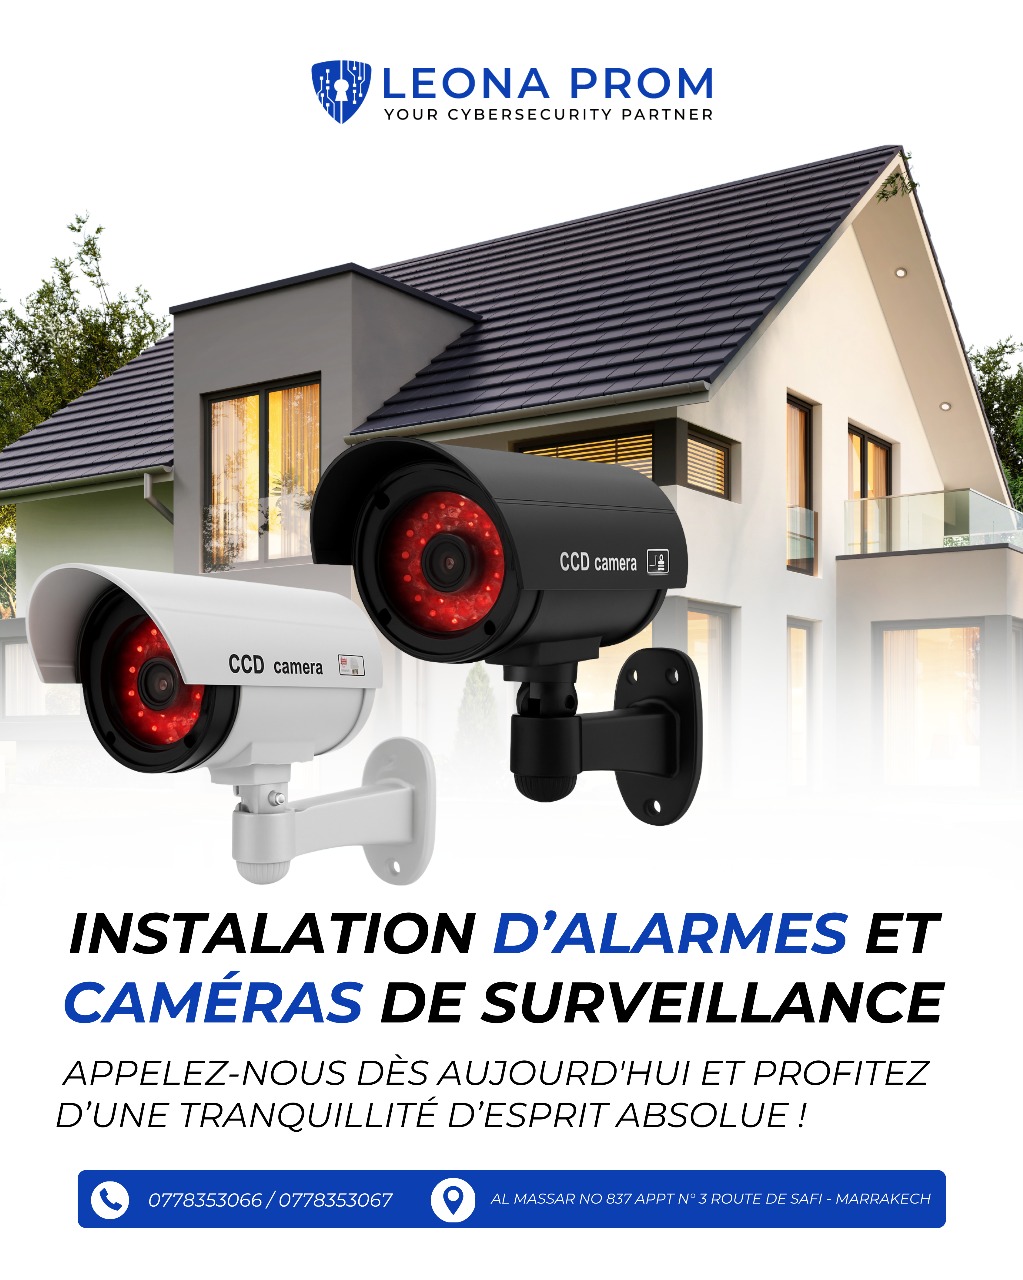 LEONA PROM
YOUR CYBERSECURITY PARTNER
CCD camera
CCD camera
INSTALATION D’ALARMES ET
CAMÉRAS DE SURVEILLANCE
APPELEZ-NOUS DÈS AUJOURD'HUI ET PROFITEZ
D’UNE TRANQUILLITÉ D’ESPRIT ABSOLUE !
0778353066 / 0778353067
AL MASSAR NO 837 APPT N° 3 ROUTE DE SAFI - MARRAKECH